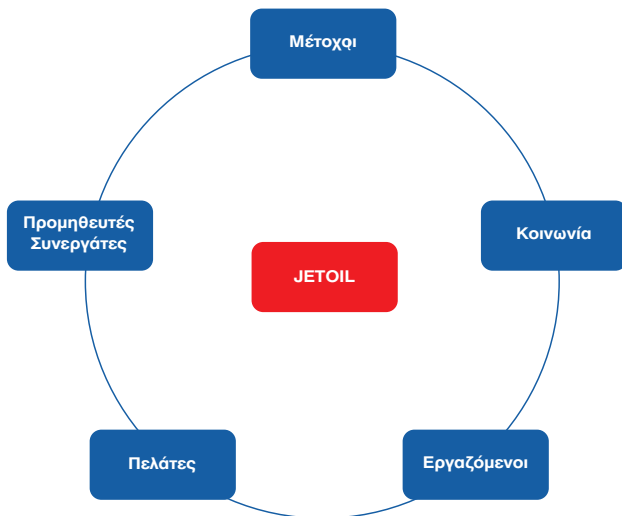 Μέτοχοι
Προμηθευτές
Συνεργάτες
Κοινωνία
JETOIL
Πελάτες
Εργαζόμενοι